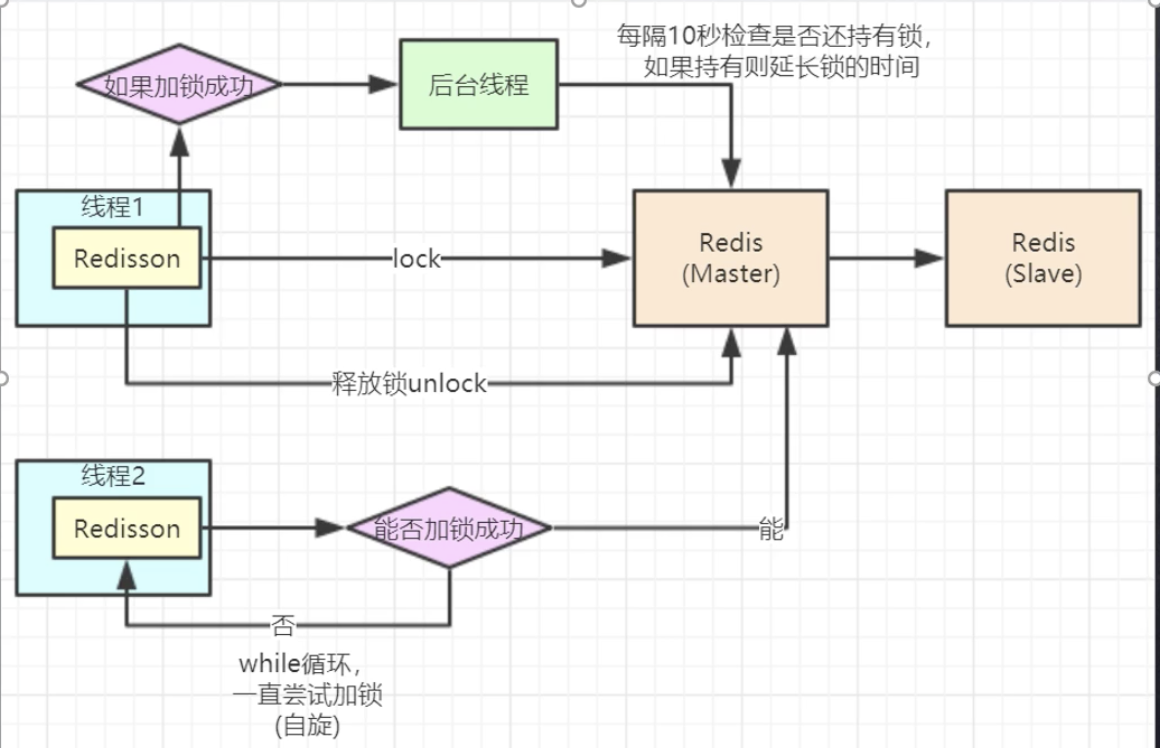 每隔10秒检查是否还持有锁，
如果持有则延长锁的时间
如果加锁成功
后台线程
线程1
Redisson
lock
Redis
(Master)
Redis
(Slave)
释放锁unlock
线程2
Redisson
能否加锁成功
能
否
while循环，
一直尝试加锁
(自旋)